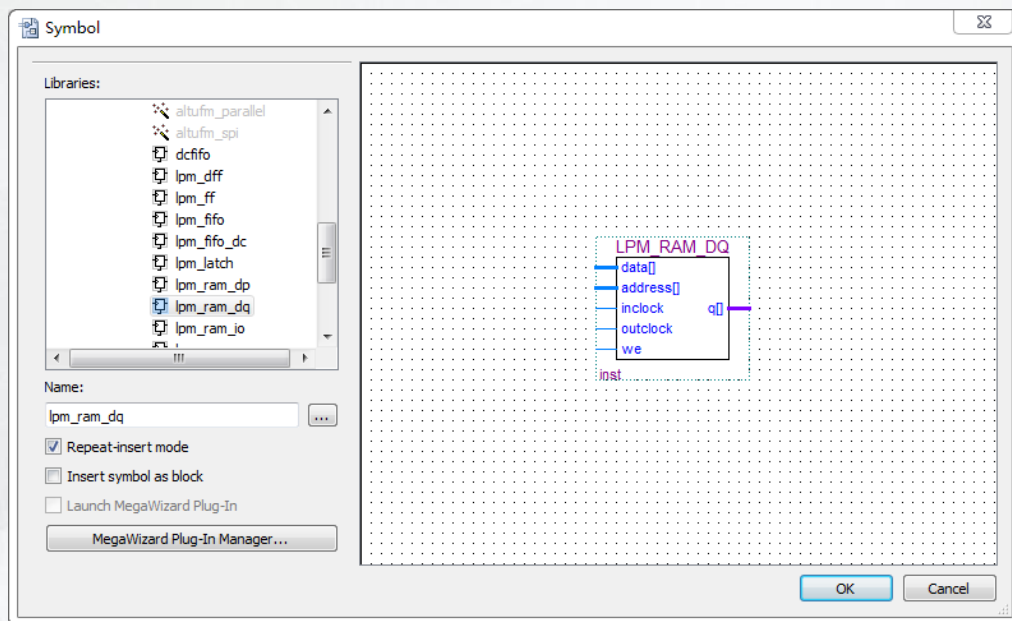 Symbol
Libraries:
altufm_parallel
altufm_spi
dcfifo
lpm_dff
lpm_ff
lpm_fifo
lpm_fifo_dc
lpm_latch
lpm_ram_dp
lpm_ram_dq
lpm_ram_io
Name:
lpm_ram_dq
...
Repeat-insert mode
Insert symbol as block
Launch MegaWizard Plug-In
MegaWizard Plug-In Manager...
LPM_RAM_DQ
data[]
address[]
inclock q[]
outclock
we
inst
OK Cancel